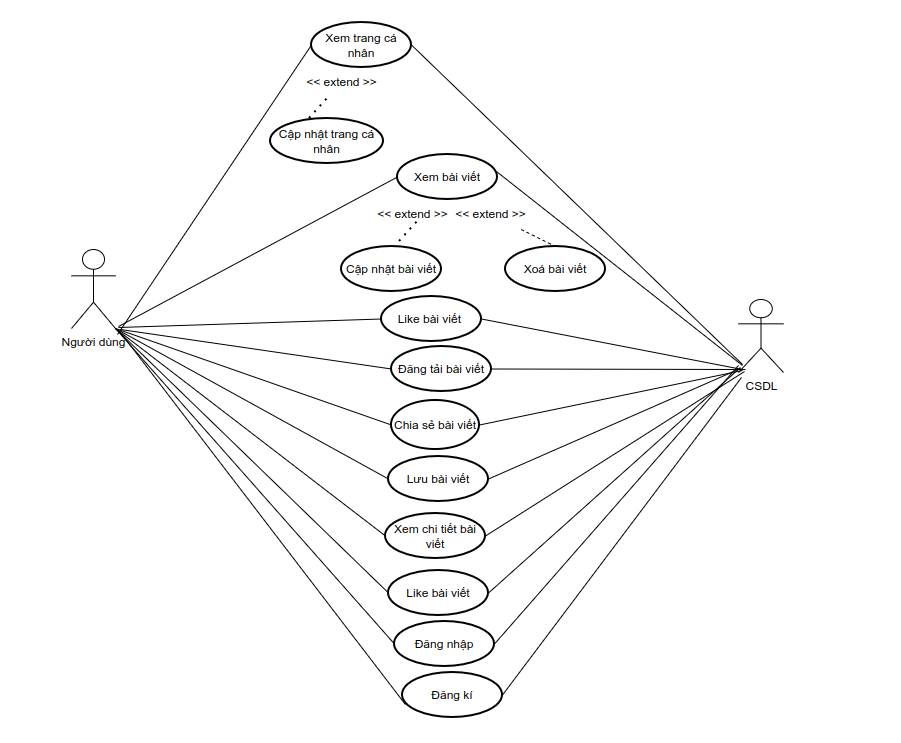 Xem trang cá
nhân
<< extend >>
Cập nhật trang cá
nhân
Xem bài viết
<< extend >> << extend >>
Cập nhật bài viết
Xoá bài viết
Like bài viết
Người dùng
Đăng tải bài viết
CSDL
Chia sẻ bài viết
Lưu bài viết
Xem chi tiết bài
viết
Like bài viết
Đăng nhập
Đăng kí